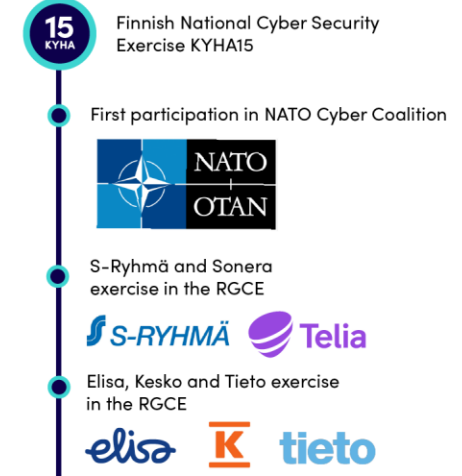 15
KYHA
Finnish National Cyber Security
Exercise KYHA15
First participation in NATO Cyber Coalition
NATO
OTAN
S-Ryhmä and Sonera
exercise in the RGCE
S-RYHMÄ
Telia
Elisa, Kesko and Tieto exercise
in the RGCE
elisa
K
tieto